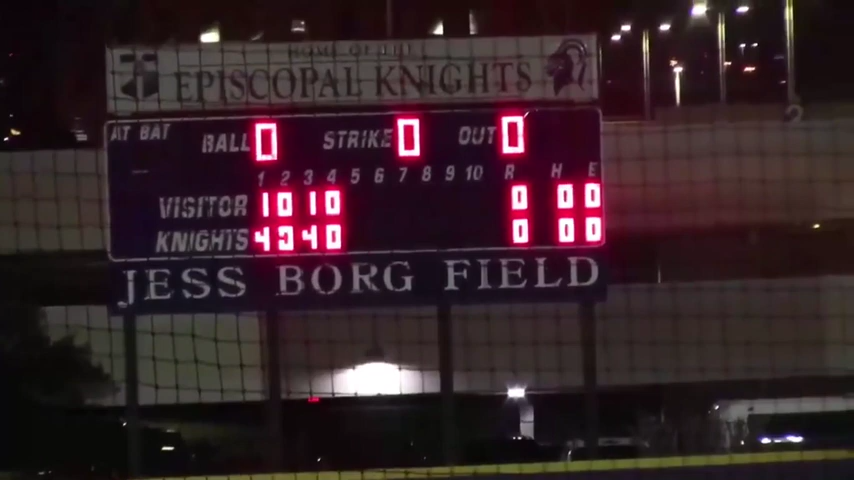 HOME OF THE
EPISCOPAL KNIGHTS
AT BAT BALL 0 STRIKE 0 OUT 0
1 2 3 4 5 6 7 8 9 10 R H E
VISITOR 1 0 1 0 0 0 0
KNIGHTS 4 3 4 0 0 0 0
JESS BORG FIELD